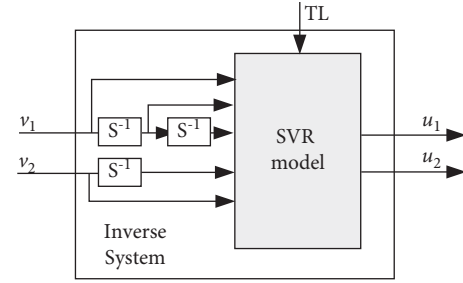 TL
v₁
S⁻¹
S⁻¹
v₂
S⁻¹
SVR
model
u₁
u₂
Inverse
System